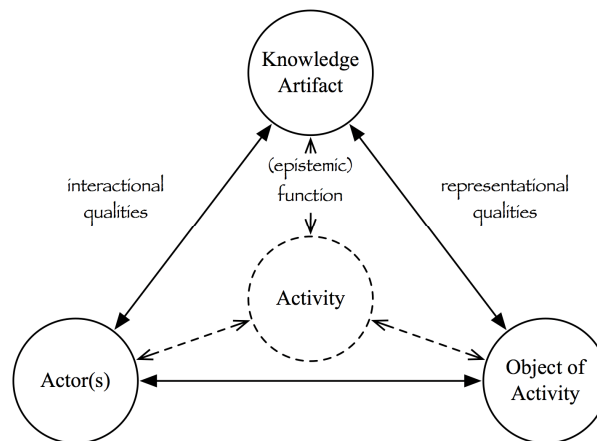 Knowledge
Artifact
(epistemic)
function
interactional
qualities
representational
qualities
Activity
Actor(s)
Object of
Activity